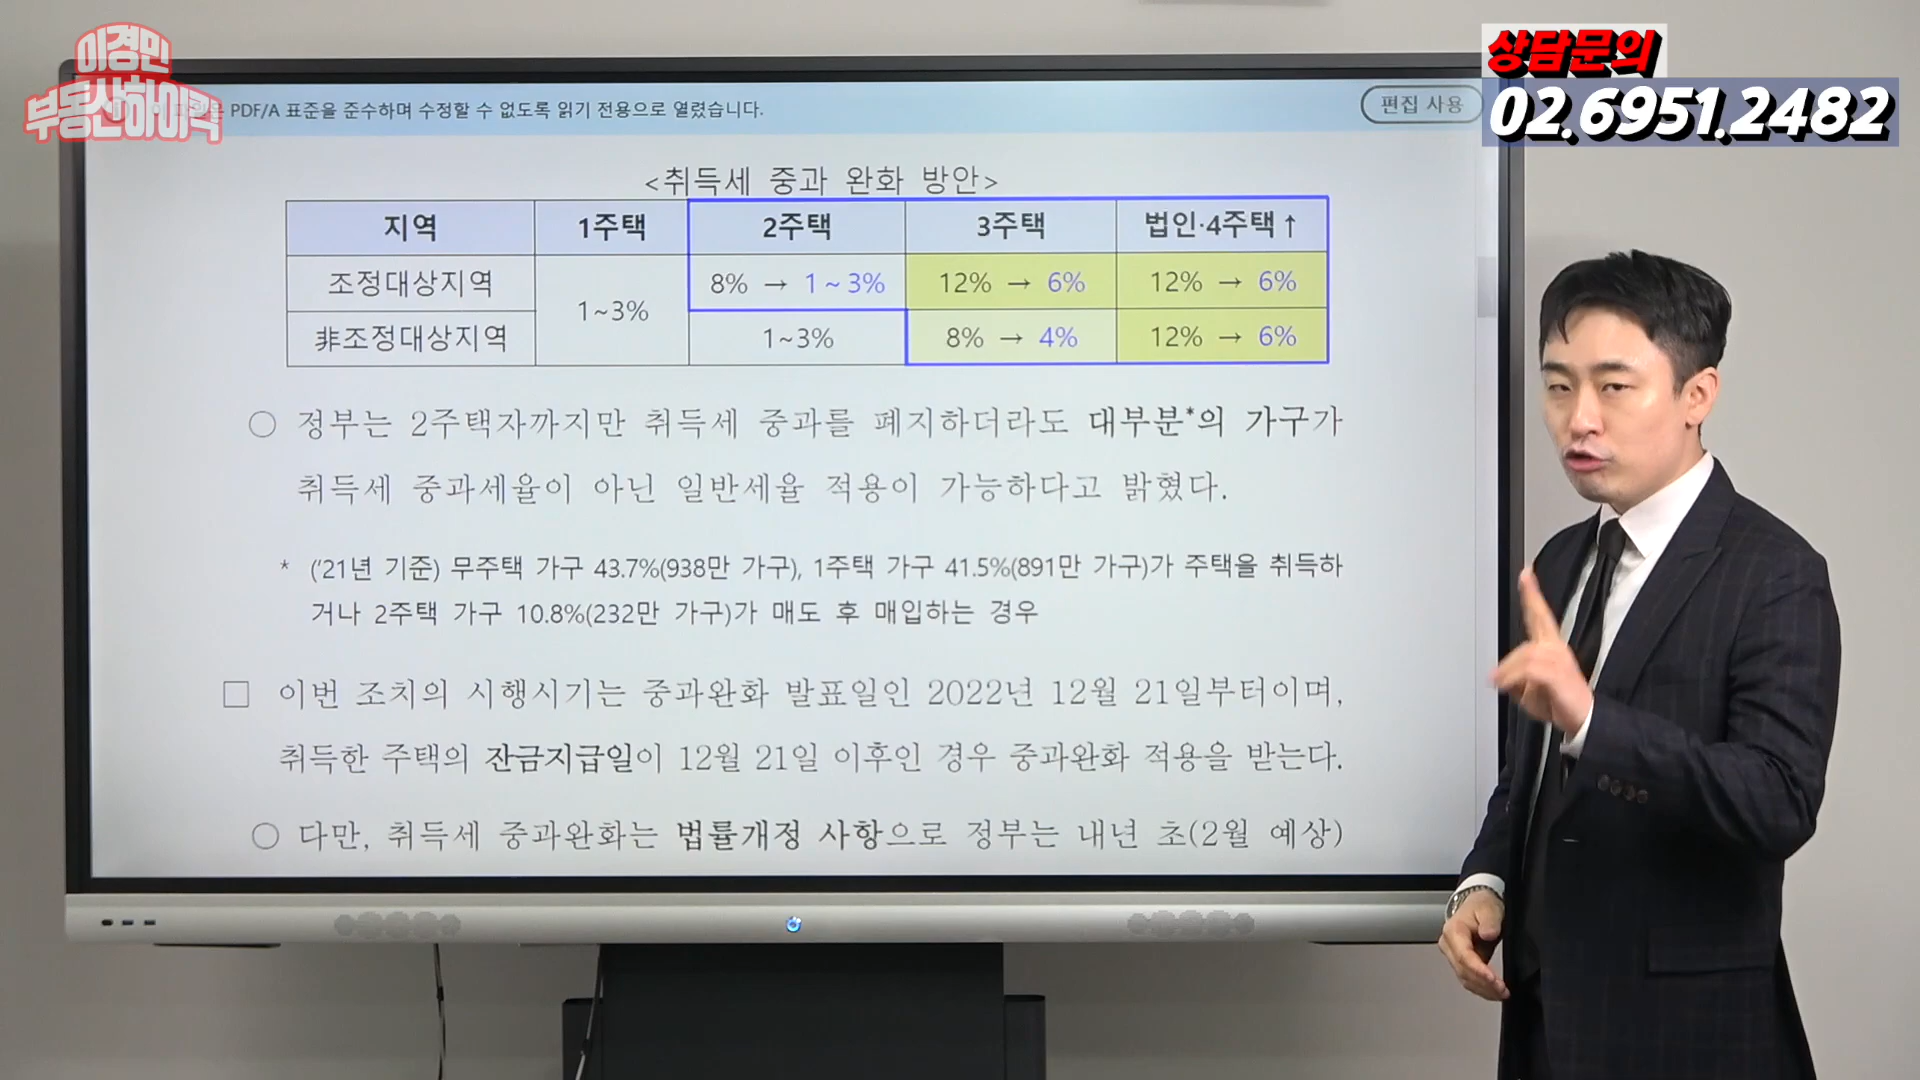 이경민
부동산하이킥
상담문의
02.6951.2482
PDF/A 표준을 준수하며 수정할 수 없도록 읽기 전용으로 열렸습니다.
편집 사용
<취득세 중과 완화 방안>
지역 1주택 2주택 3주택 법인·4주택↑
조정대상지역 1~3% 8% → 1~3% 12% → 6% 12% → 6%
非조정대상지역 1~3% 8% → 4% 12% → 6%
○ 정부는 2주택자까지만 취득세 중과를 폐지하더라도 대부분*의 가구가
취득세 중과세율이 아닌 일반세율 적용이 가능하다고 밝혔다.
* ('21년 기준) 무주택 가구 43.7%(938만 가구), 1주택 가구 41.5%(891만 가구)가 주택을 취득하
거나 2주택 가구 10.8%(232만 가구)가 매도 후 매입하는 경우
□ 이번 조치의 시행시기는 중과완화 발표일인 2022년 12월 21일부터이며,
취득한 주택의 잔금지급일이 12월 21일 이후인 경우 중과완화 적용을 받는다.
○ 다만, 취득세 중과완화는 법률개정 사항으로 정부는 내년 초(2월 예상)